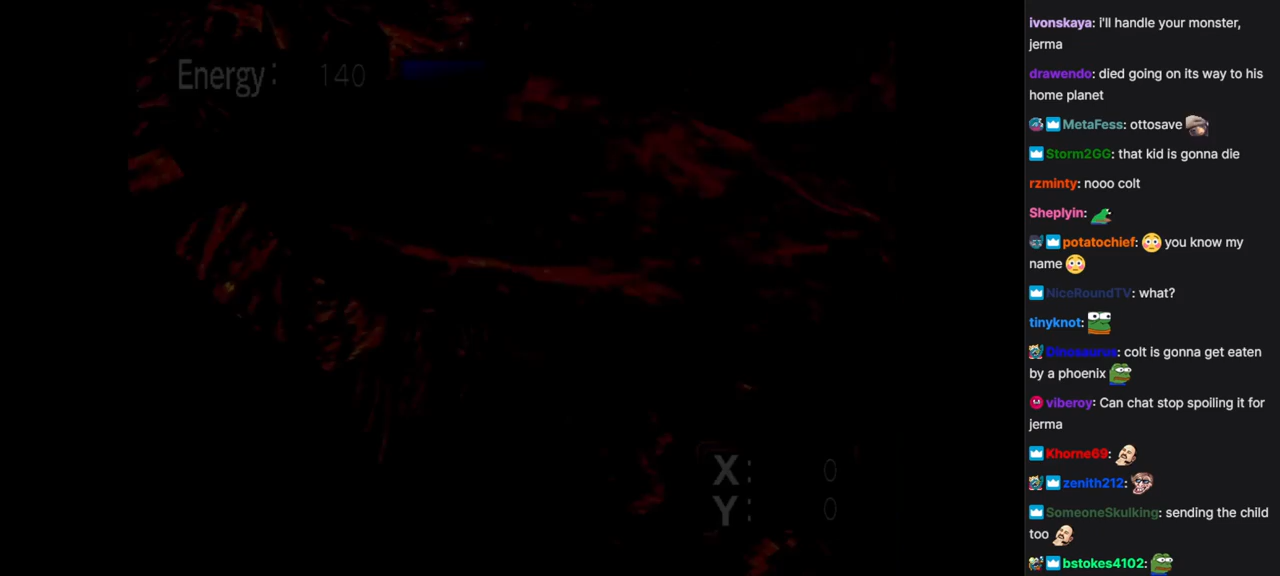 Energy: 140
X: 0
Y: 0
ivonskaya: i'll handle your monster,
jerma
drawendo: died going on its way to his
home planet
MetaFess: ottosave
Storm2GG: that kid is gonna die
rzminty: nooo colt
Sheplyin:
potatochief: 😳 you know my
name 😳
NiceRoundTV: what?
tinyknot:
Dinosaurus: colt is gonna get eaten
by a phoenix
viberoy: Can chat stop spoiling it for
jerma
Khorne69:
zenith212:
SomeoneSkulking: sending the child
too
bstokes4102: